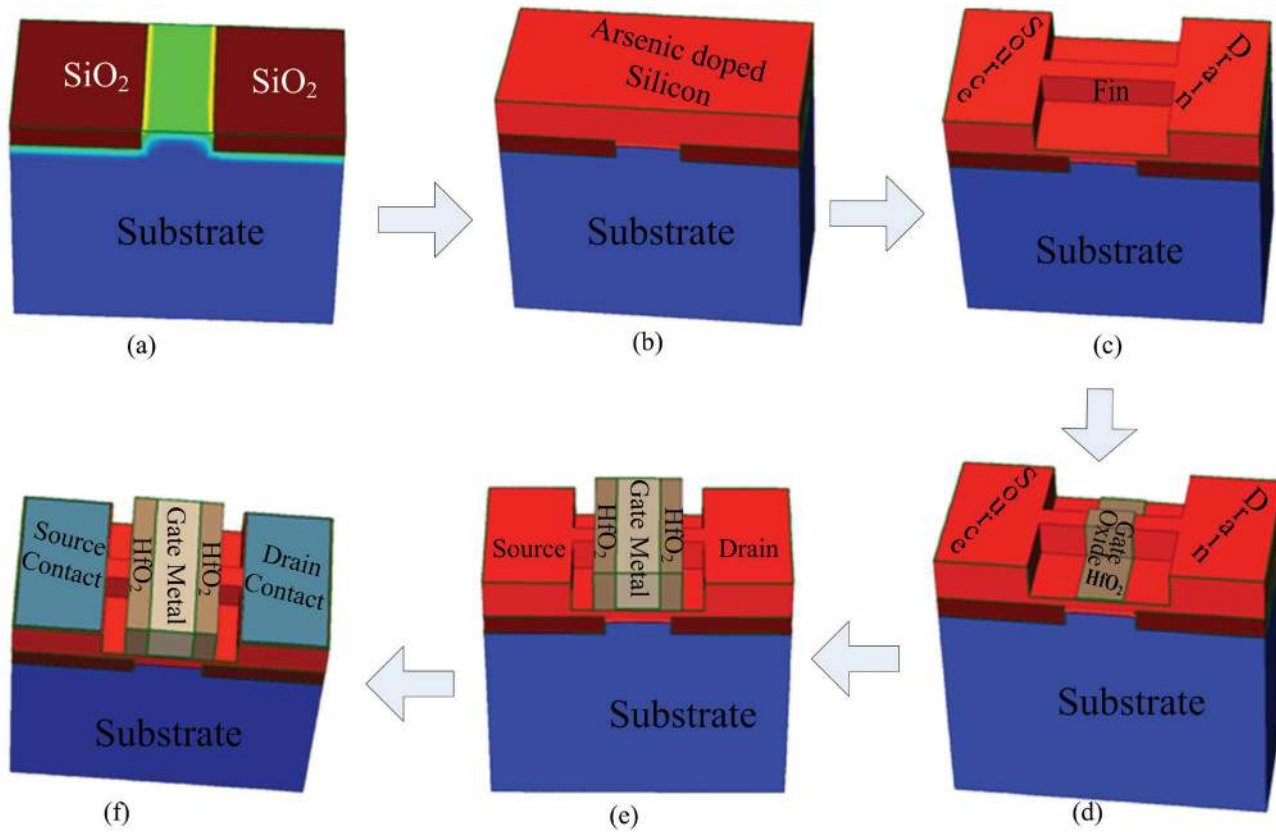 SiO₂
SiO₂
Substrate
(a)
Arsenic doped
Silicon
Substrate
(b)
Source
Drain
Fin
Substrate
(c)
Source
Drain
Gate
Oxide
HfO₂
Substrate
(d)
Source
HfO₂
Gate Metal
HfO₂
Drain
Substrate
(e)
Source
Contact
HfO₂
Gate Metal
HfO₂
Drain
Contact
Substrate
(f)